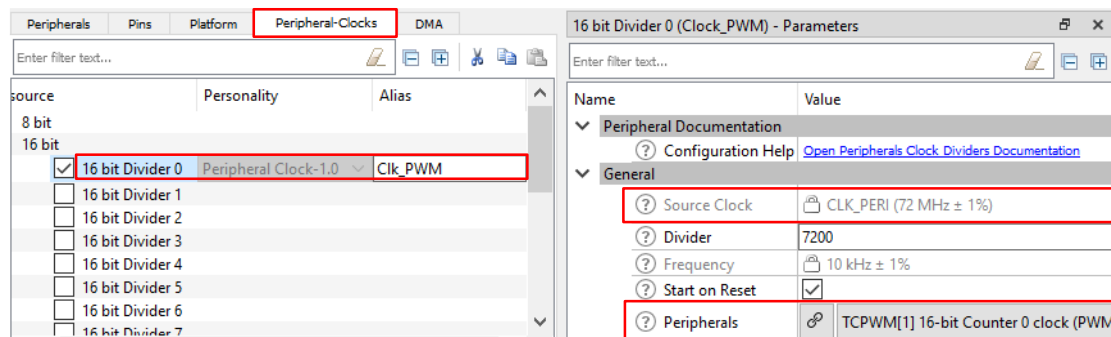 Peripherals Pins Platform Peripheral-Clocks DMA
Enter filter text...
source Personality Alias
8 bit
16 bit
16 bit Divider 0 Peripheral Clock-1.0 Clk_PWM
16 bit Divider 1
16 bit Divider 2
16 bit Divider 3
16 bit Divider 4
16 bit Divider 5
16 bit Divider 6
16 bit Divider 7
16 bit Divider 0 (Clock_PWM) - Parameters
Enter filter text...
Name Value
Peripheral Documentation
? Configuration Help Open Peripherals Clock Dividers Documentation
General
? Source Clock CLK_PERI (72 MHz ± 1%)
? Divider 7200
? Frequency 10 kHz ± 1%
? Start on Reset
? Peripherals TCPWM[1] 16-bit Counter 0 clock (PWM